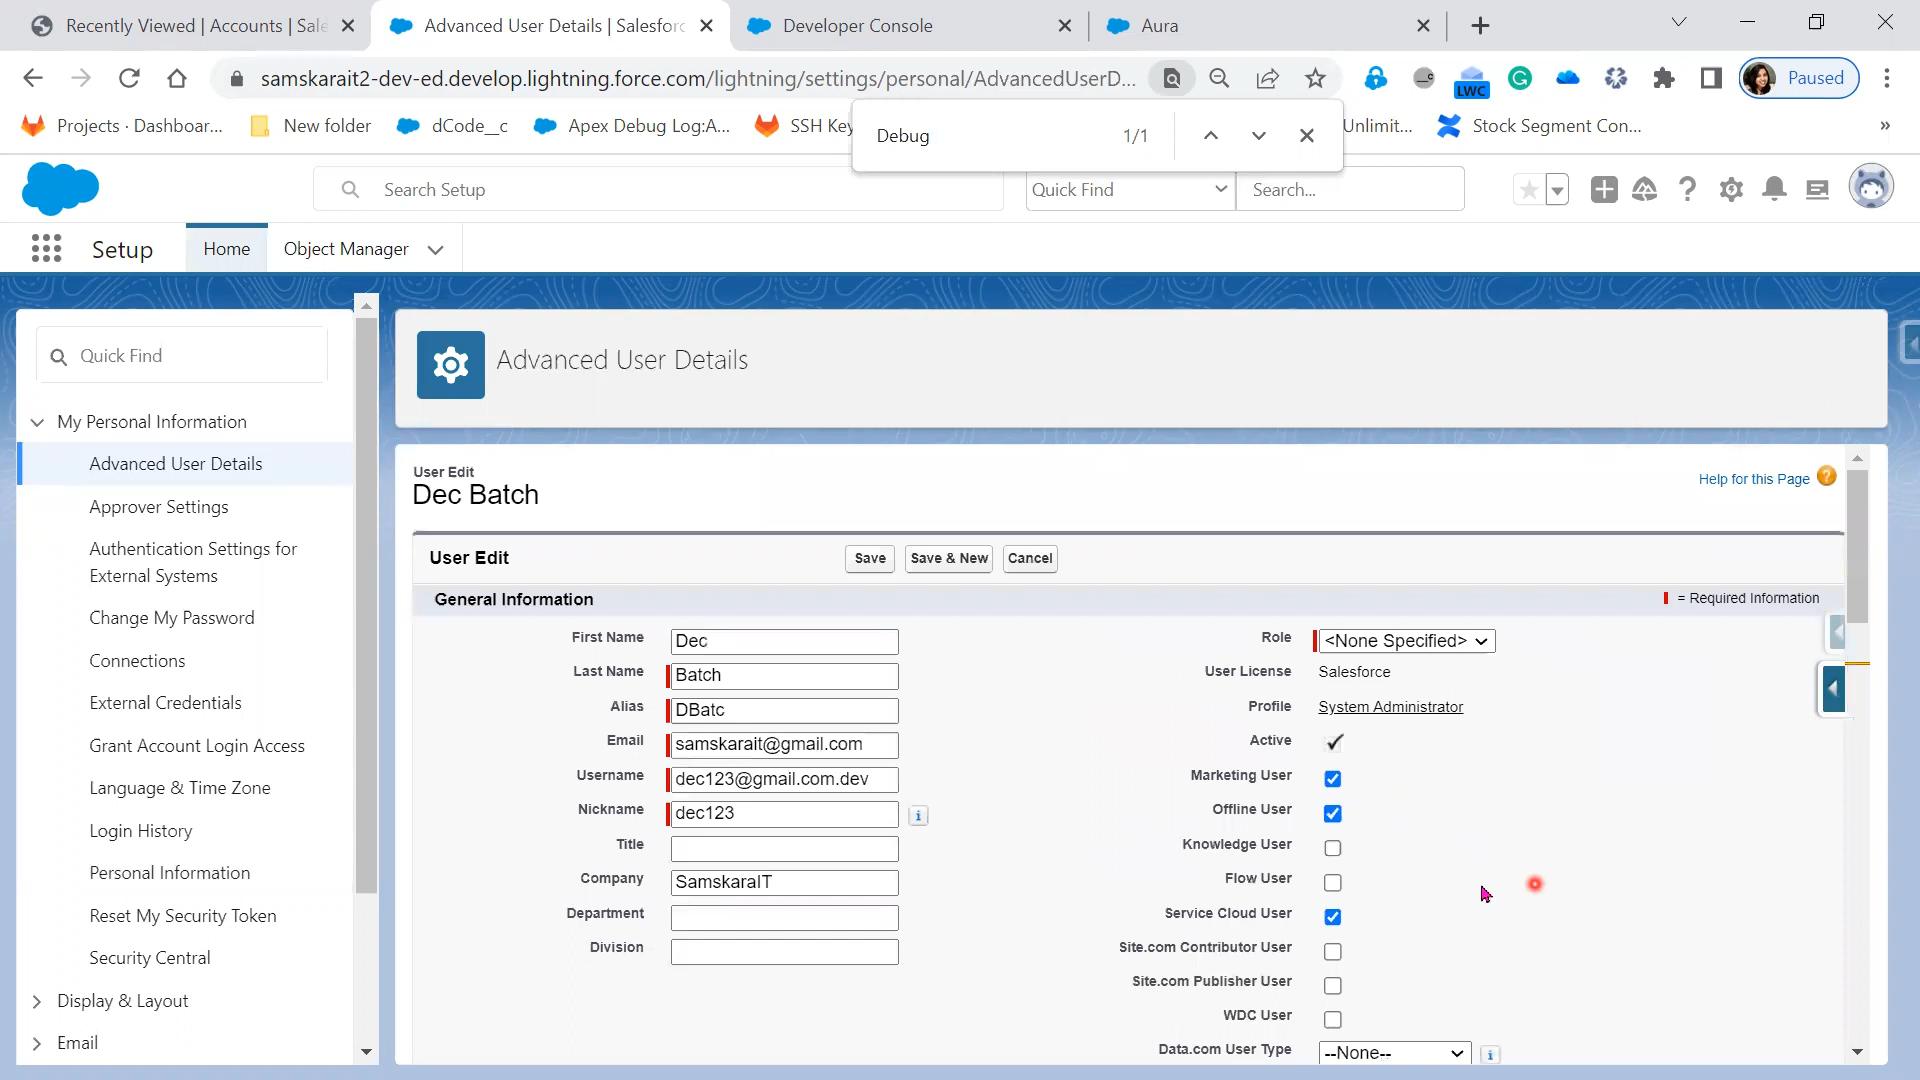 Recently Viewed | Accounts | Sale
Advanced User Details | Salesforc
Developer Console
Aura
samskarait2-dev-ed.develop.lightning.force.com/lightning/settings/personal/AdvancedUserD...
LWC
Paused
Projects · Dashboar...
New folder
dCode__c
Apex Debug Log:A...
SSH Key
Unlimit...
Stock Segment Con...
»
Debug
1/1
Search Setup
Quick Find
Search...
Setup
Home
Object Manager
Quick Find
My Personal Information
Advanced User Details
Approver Settings
Authentication Settings for
External Systems
Change My Password
Connections
External Credentials
Grant Account Login Access
Language & Time Zone
Login History
Personal Information
Reset My Security Token
Security Central
Display & Layout
Email
Advanced User Details
User Edit
Dec Batch
Help for this Page
User Edit
Save
Save & New
Cancel
General Information
= Required Information
First Name
Dec
Last Name
Batch
Alias
DBatc
Email
samskarait@gmail.com
Username
dec123@gmail.com.dev
Nickname
dec123
Title
Company
SamskaraIT
Department
Division
Role
<None Specified>
User License
Salesforce
Profile
System Administrator
Active
Marketing User
Offline User
Knowledge User
Flow User
Service Cloud User
Site.com Contributor User
Site.com Publisher User
WDC User
Data.com User Type
--None--